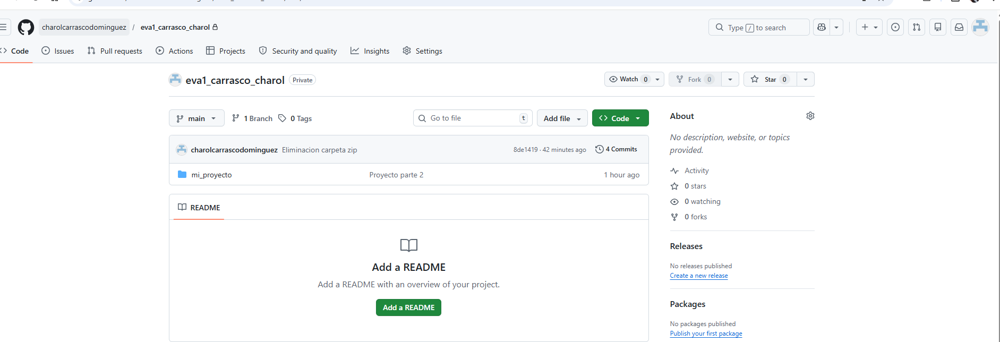 charolcarrascodominguez / eva1_carrasco_charol
Type / to search
Code Issues Pull requests Actions Projects Security and quality Insights Settings
eva1_carrasco_charol Private
Watch 0 Fork 0 Star 0
main 1 Branch 0 Tags Go to file t Add file Code
charolcarrascodominguez Eliminacion carpeta zip 8de1419 · 42 minutes ago 4 Commits
mi_proyecto Proyecto parte 2 1 hour ago
README
Add a README
Add a README with an overview of your project.
Add a README
About
No description, website, or topics
provided.
Activity
0 stars
0 watching
0 forks
Releases
No releases published
Create a new release
Packages
No packages published
Publish your first package